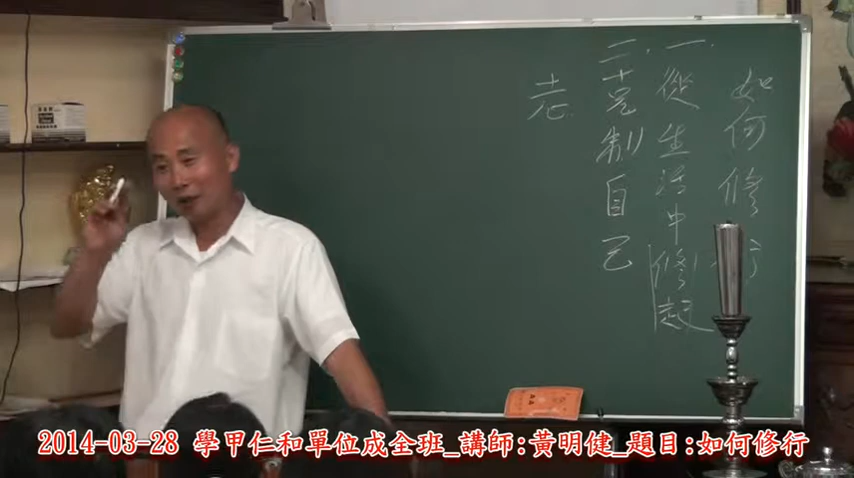 如何修行
一.從生活中修起
二.克制自己
志
2014-03-28 學甲仁和單位成全班_講師:黃明健_題目:如何修行